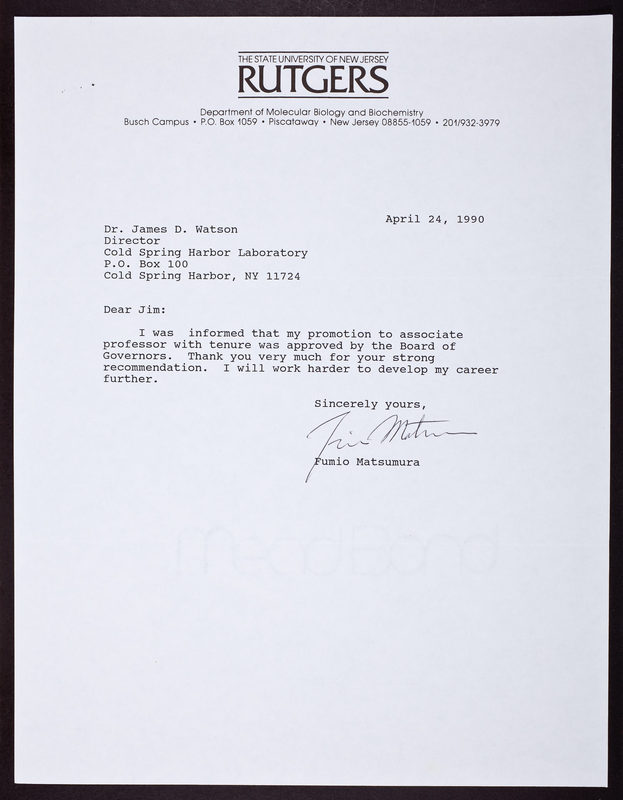 THE STATE UNIVERSITY OF NEW JERSEY
RUTGERS
Department of Molecular Biology and Biochemistry
Busch Campus • P.O. Box 1059 • Piscataway • New Jersey 08855-1059 • 201/932-3979
April 24, 1990
Dr. James D. Watson
Director
Cold Spring Harbor Laboratory
P.O. Box 100
Cold Spring Harbor, NY 11724
Dear Jim:
I was informed that my promotion to associate
professor with tenure was approved by the Board of
Governors. Thank you very much for your strong
recommendation. I will work harder to develop my career
further.
Sincerely yours,
Fumio Matsumura